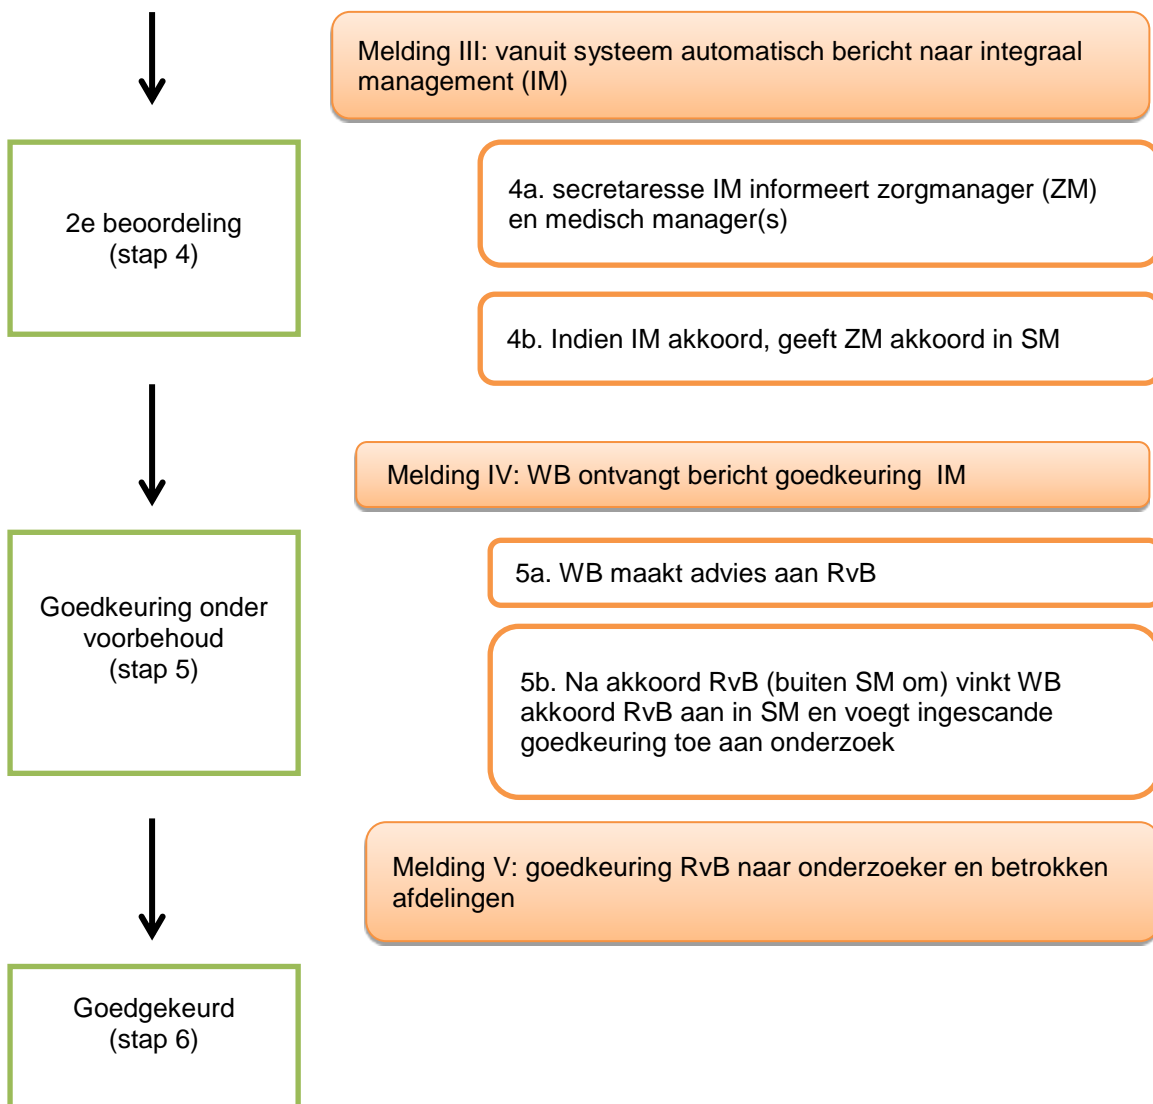 Melding III: vanuit systeem automatisch bericht naar integraal
management (IM)
2e beoordeling
(stap 4)
4a. secretaresse IM informeert zorgmanager (ZM)
en medisch manager(s)
4b. Indien IM akkoord, geeft ZM akkoord in SM
Melding IV: WB ontvangt bericht goedkeuring  IM
Goedkeuring onder
voorbehoud
(stap 5)
5a. WB maakt advies aan RvB
5b. Na akkoord RvB (buiten SM om) vinkt WB
akkoord RvB aan in SM en voegt ingescande
goedkeuring toe aan onderzoek
Melding V: goedkeuring RvB naar onderzoeker en betrokken
afdelingen
Goedgekeurd
(stap 6)